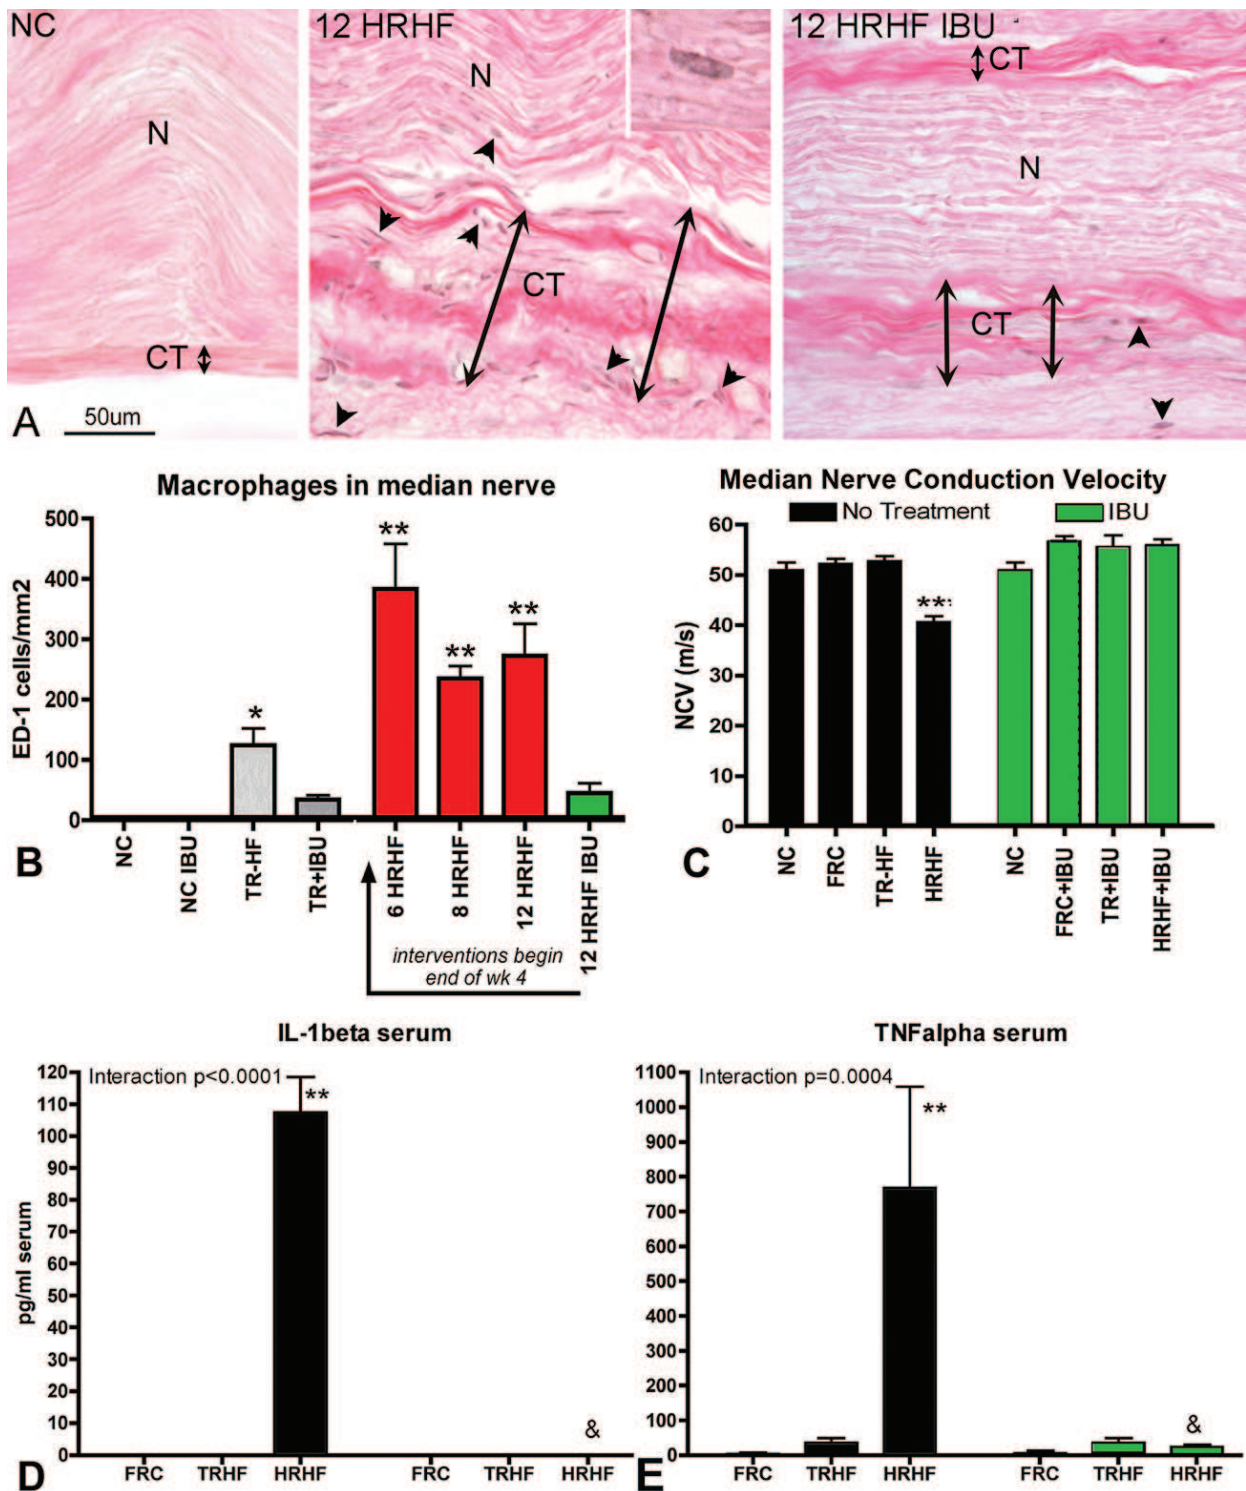 NC
12 HRHF
12 HRHF IBU
N
N
CT
N
CT
CT
CT
A
50um
Macrophages in median nerve
ED-1 cells/mm2
500
400
300
200
100
0
*
**
**
**
NC
NC IBU
TR-HF
TR+IBU
6 HRHF
8 HRHF
12 HRHF
12 HRHF IBU
interventions begin
end of wk 4
B
Median Nerve Conduction Velocity
No Treatment
IBU
NCV (m/s)
60
50
40
30
20
10
0
NC
FRC
TR-HF
HRHF
NC
FRC+IBU
TR+IBU
HRHF+IBU
C
IL-1beta serum
Interaction p<0.0001
**
pg/ml serum
120
110
100
90
80
70
60
50
40
30
20
10
0
&
FRC
TRHF
HRHF
FRC
TRHF
HRHF
D
TNFalpha serum
Interaction p=0.0004
**
1100
1000
900
800
700
600
500
400
300
200
100
0
&
FRC
TRHF
HRHF
FRC
TRHF
HRHF
E